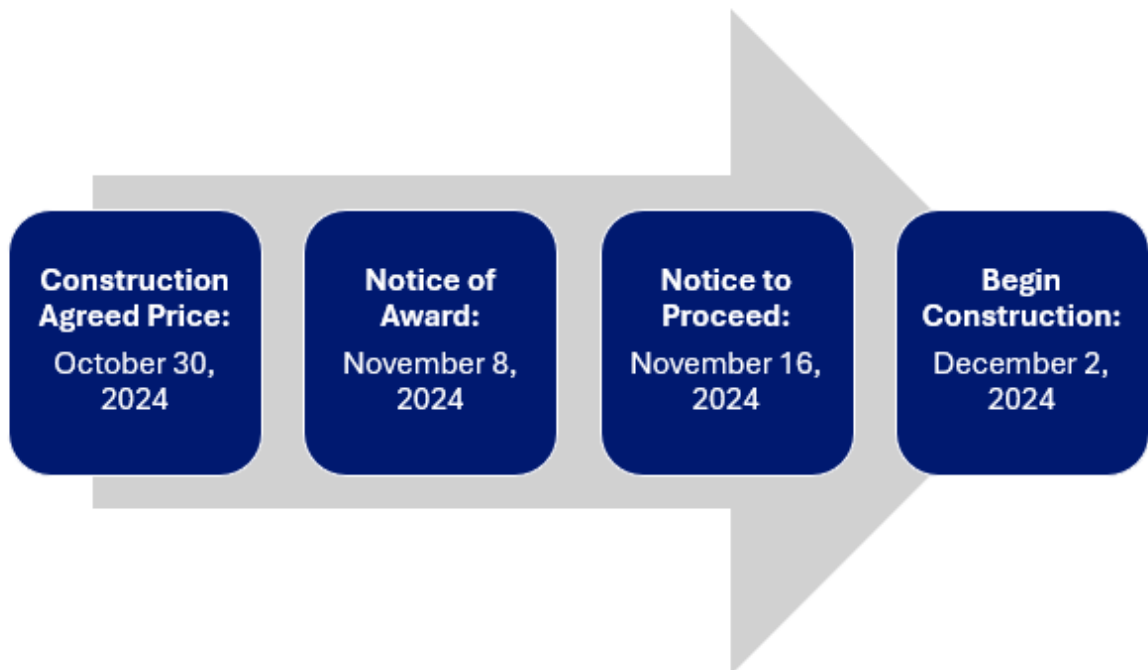 Construction
Agreed Price:
October 30,
2024
Notice of
Award:
November 8,
2024
Notice to
Proceed:
November 16,
2024
Begin
Construction:
December 2,
2024